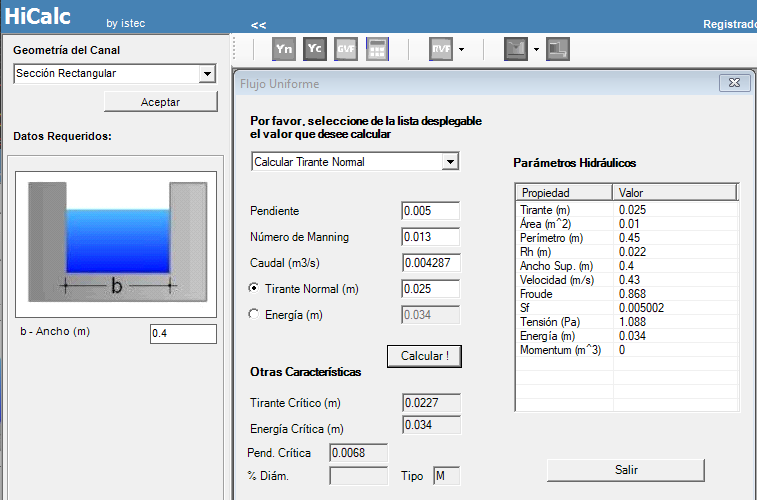 HiCalc by istec
<<
Registrado
Geometría del Canal
Sección Rectangular
Aceptar
Datos Requeridos:
b
b - Ancho (m) 0.4
Yn Yc GVF RVF
Flujo Uniforme
Por favor, seleccione de la lista desplegable
el valor que desee calcular
Calcular Tirante Normal
Pendiente 0.005
Número de Manning 0.013
Caudal (m3/s) 0.004287
Tirante Normal (m) 0.025
Energía (m) 0.034
Calcular !
Otras Características
Tirante Crítico (m) 0.0227
Energía Crítica (m) 0.034
Pend. Crítica 0.0068
% Diám. Tipo M
Parámetros Hidráulicos
Propiedad Valor
Tirante (m) 0.025
Área (m^2) 0.01
Perímetro (m) 0.45
Rh (m) 0.022
Ancho Sup. (m) 0.4
Velocidad (m/s) 0.43
Froude 0.868
Sf 0.005002
Tensión (Pa) 1.088
Energía (m) 0.034
Momentum (m^3) 0
Salir